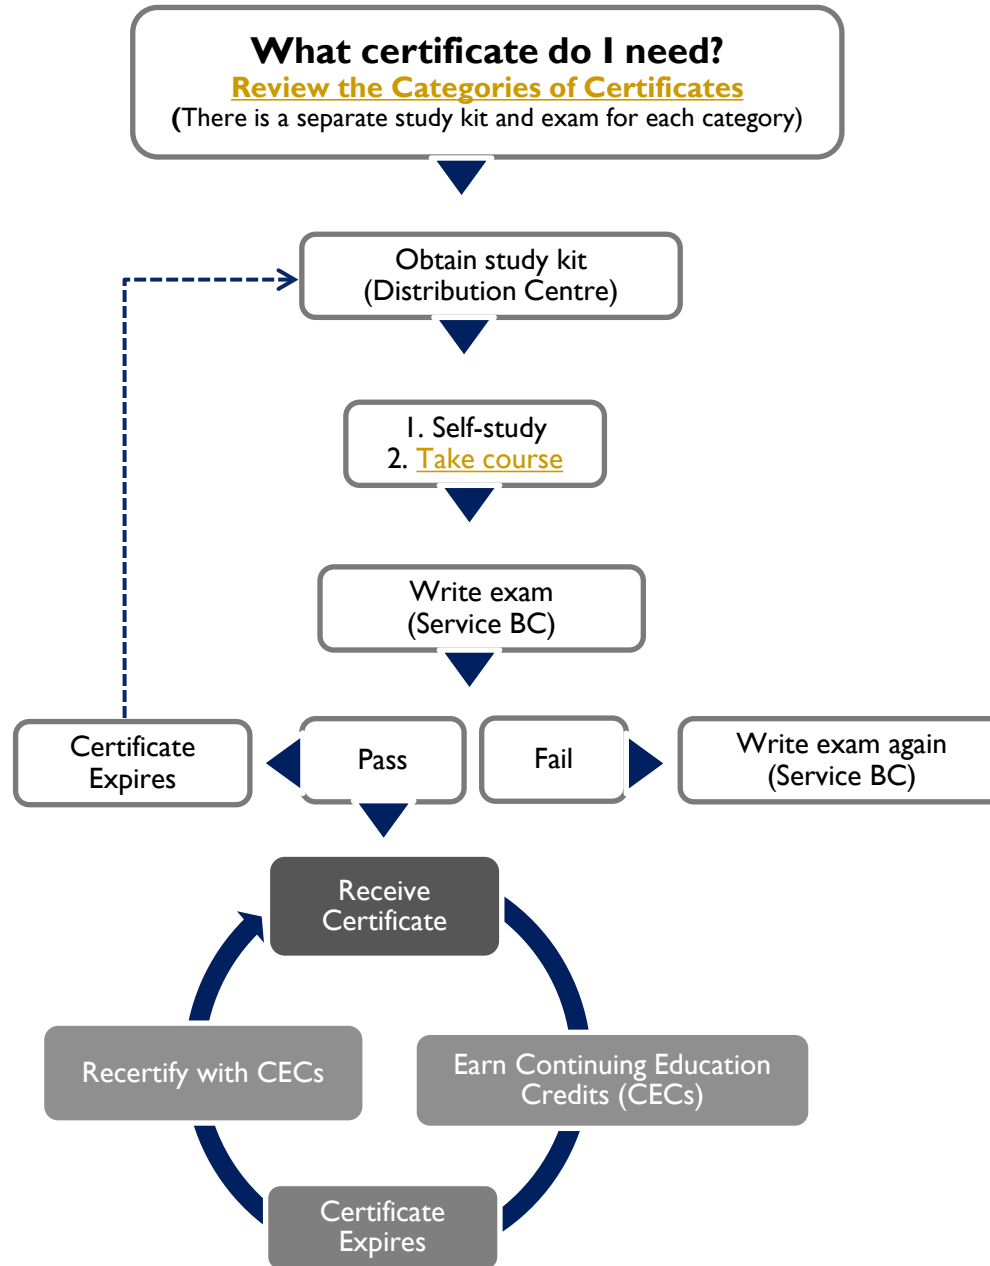 What certificate do I need?
Review the Categories of Certificates
(There is a separate study kit and exam for each category)
Obtain study kit
(Distribution Centre)
1. Self-study
2. Take course
Write exam
(Service BC)
Certificate
Expires
Pass
Fail
Write exam again
(Service BC)
Receive
Certificate
Recertify with CECs
Earn Continuing Education
Credits (CECs)
Certificate
Expires